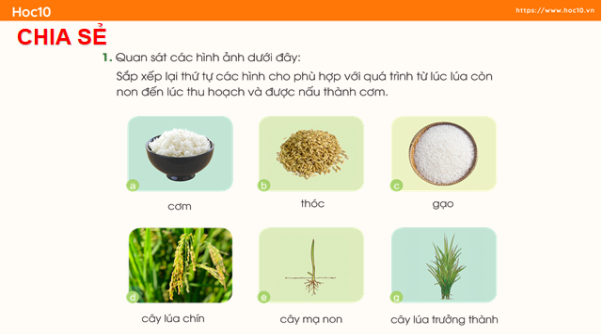 Hoc10
https://www.hoc10.vn
CHIA SẺ
1. Quan sát các hình ảnh dưới đây:
Sắp xếp lại thứ tự các hình cho phù hợp với quá trình từ lúc lúa còn
non đến lúc thu hoạch và được nấu thành cơm.
a b c
cơm thóc gạo
d e g
cây lúa chín cây mạ non cây lúa trưởng thành